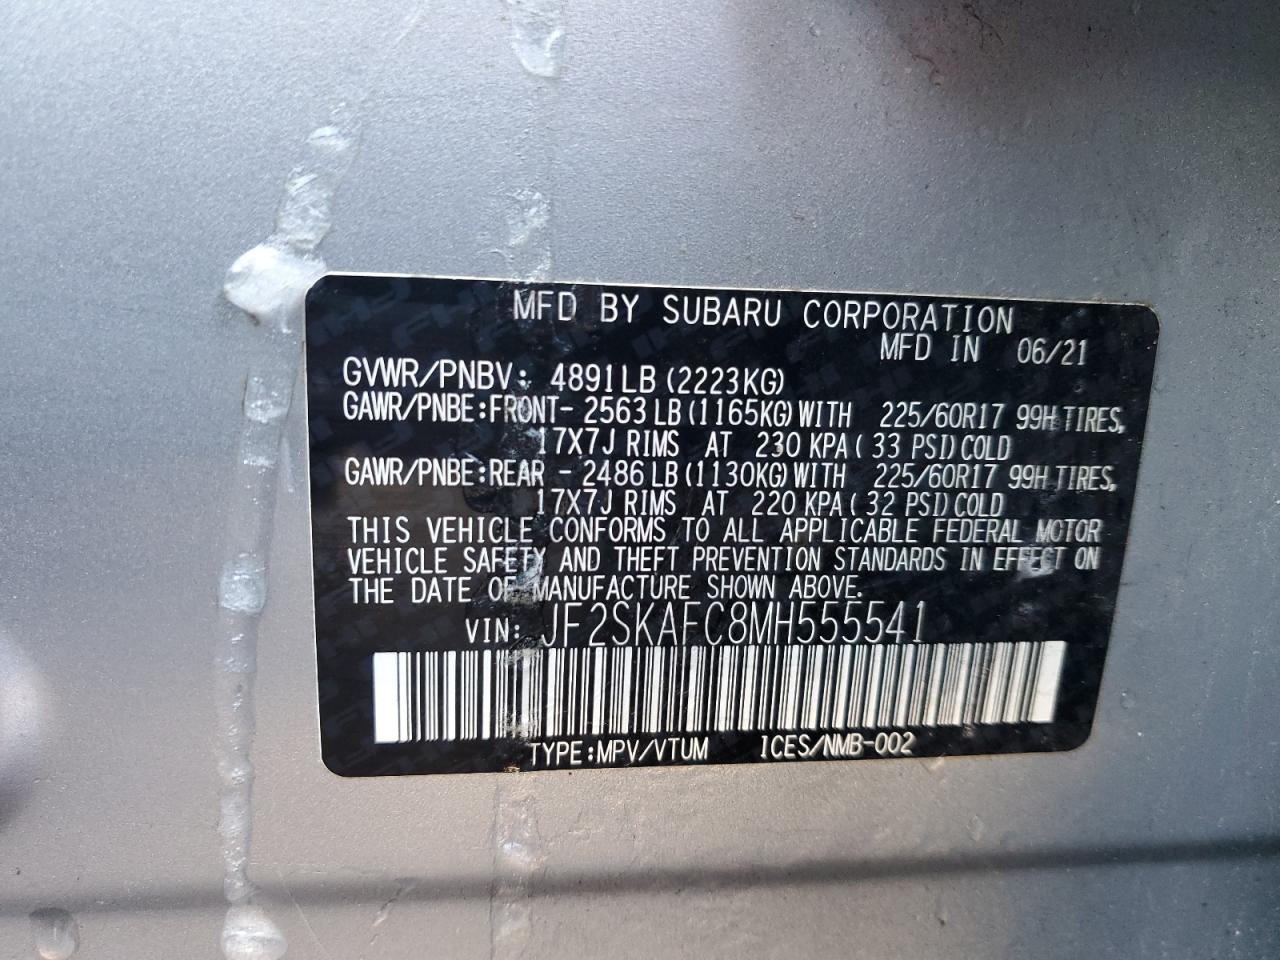 MFD BY SUBARU CORPORATION
MFD IN 06/21
GVWR/PNBV: 4891LB (2223KG)
GAWR/PNBE:FRONT- 2563 LB (1165KG) WITH 225/60R17 99H TIRES,
17X7J RIMS AT 230 KPA ( 33 PSI) COLD
GAWR/PNBE:REAR - 2486 LB (1130KG) WITH 225/60R17 99H TIRES,
17X7J RIMS AT 220 KPA ( 32 PSI) COLD
THIS VEHICLE CONFORMS TO ALL APPLICABLE FEDERAL MOTOR
VEHICLE SAFETY AND THEFT PREVENTION STANDARDS IN EFFECT ON
THE DATE OF MANUFACTURE SHOWN ABOVE.
VIN: JF2SKAFC8MH555541
TYPE:MPV/VTUM ICES/NMB-002